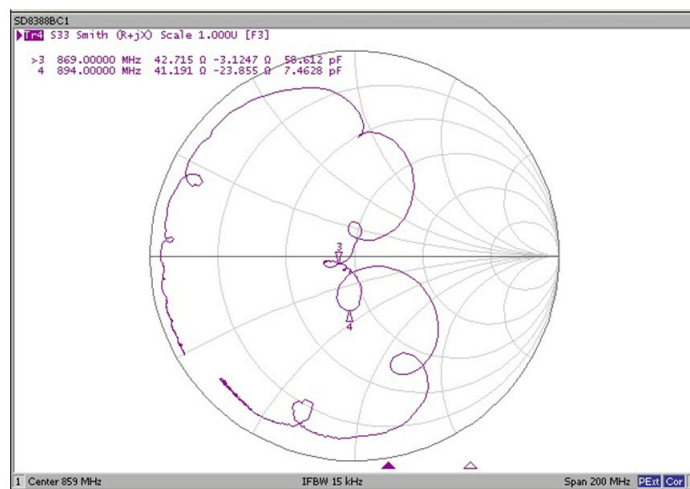 SD8388BC1
Tr4 S33 Smith (R+jX) Scale 1.000U [F3]
>3 869.00000 MHz 42.715 Ω -3.1247 Ω 58.612 pF
4 894.00000 MHz 41.191 Ω -23.855 Ω 7.4628 pF
3
4
1 Center 859 MHz IFBW 15 kHz Span 200 MHz PExt Cor